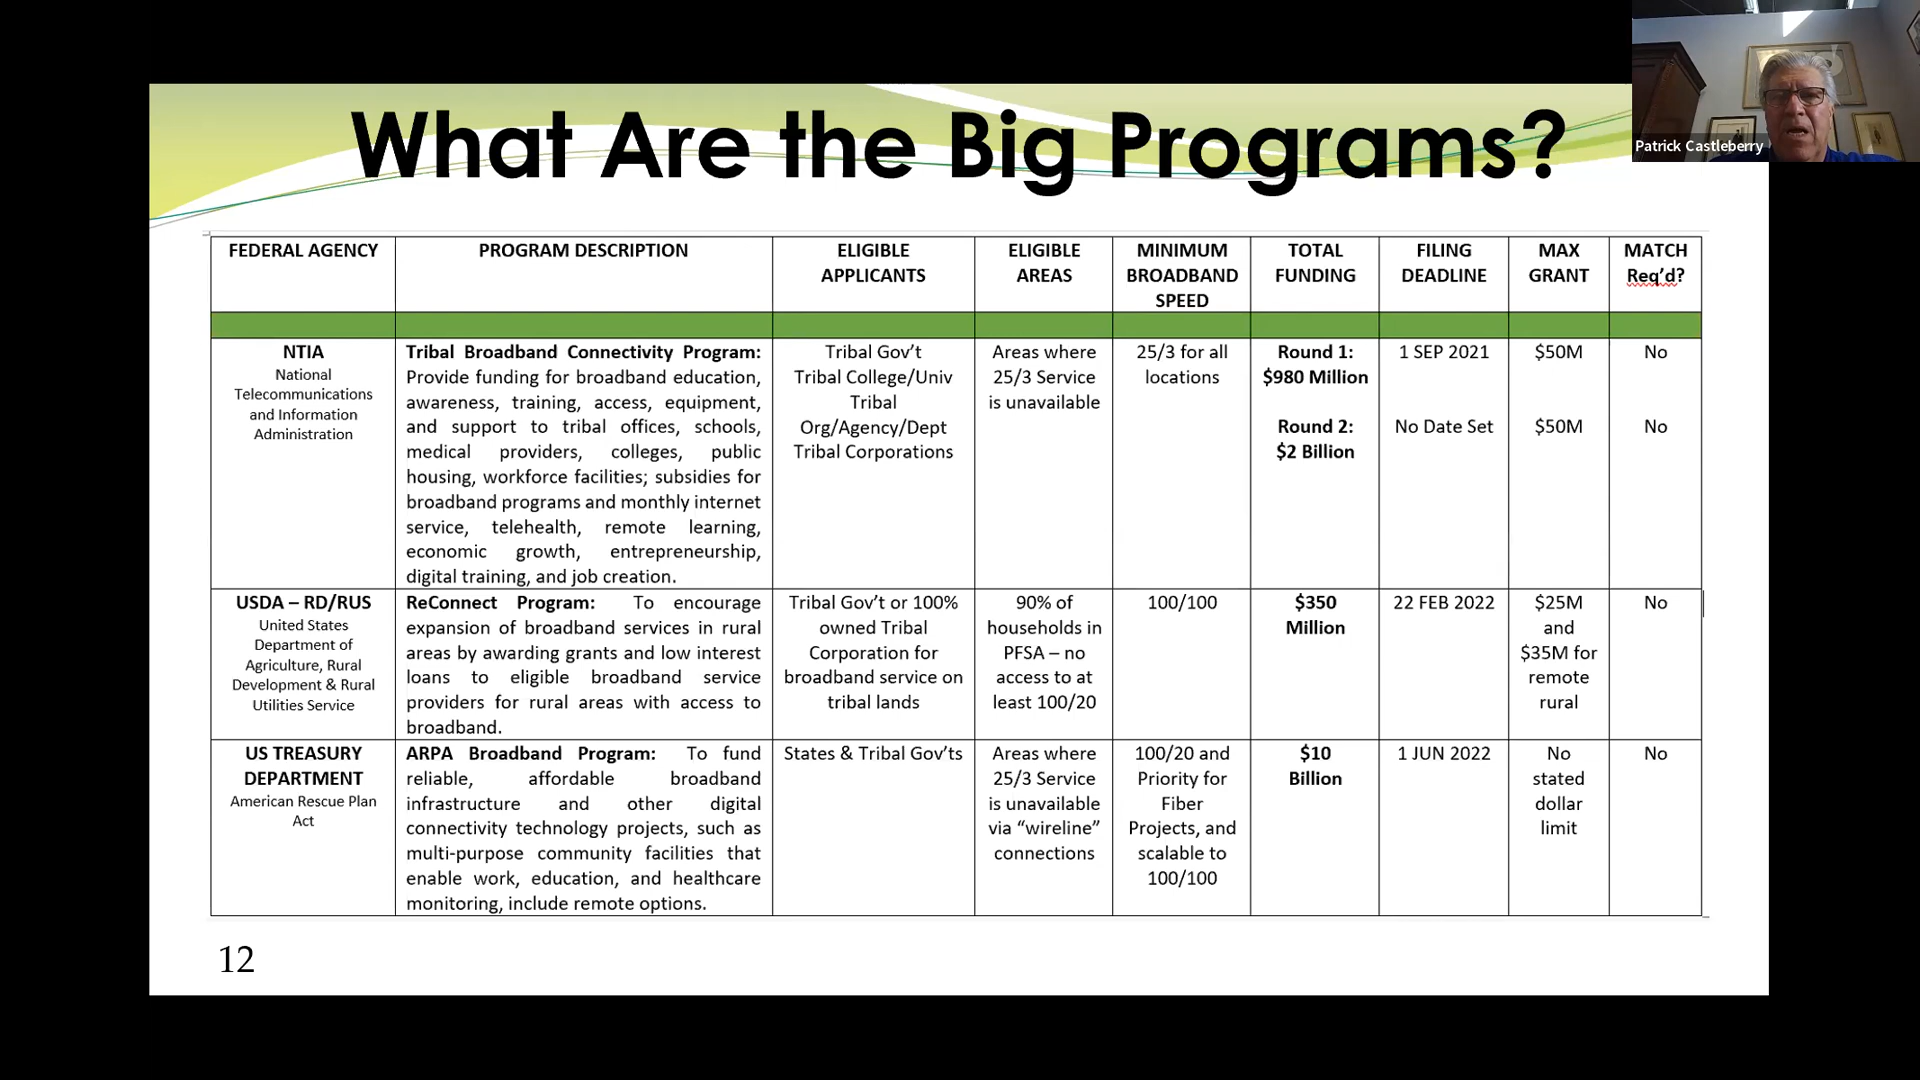 What Are the Big Programs?
Patrick Castleberry
FEDERAL AGENCY
PROGRAM DESCRIPTION
ELIGIBLE
APPLICANTS
ELIGIBLE
AREAS
MINIMUM
BROADBAND
SPEED
TOTAL
FUNDING
FILING
DEADLINE
MAX
GRANT
MATCH
Req'd?
NTIA
National
Telecommunications
and Information
Administration
Tribal Broadband Connectivity Program:
Provide funding for broadband education,
awareness, training, access, equipment,
and support to tribal offices, schools,
medical providers, colleges, public
housing, workforce facilities; subsidies for
broadband programs and monthly internet
service, telehealth, remote learning,
economic growth, entrepreneurship,
digital training, and job creation.
Tribal Gov't
Tribal College/Univ
Tribal
Org/Agency/Dept
Tribal Corporations
Areas where
25/3 Service
is unavailable
25/3 for all
locations
Round 1:
$980 Million
Round 2:
$2 Billion
1 SEP 2021
No Date Set
$50M
$50M
No
No
USDA – RD/RUS
United States
Department of
Agriculture, Rural
Development & Rural
Utilities Service
ReConnect Program: To encourage
expansion of broadband services in rural
areas by awarding grants and low interest
loans to eligible broadband service
providers for rural areas with access to
broadband.
Tribal Gov't or 100%
owned Tribal
Corporation for
broadband service on
tribal lands
90% of
households in
PFSA – no
access to at
least 100/20
100/100
$350
Million
22 FEB 2022
$25M
and
$35M for
remote
rural
No
US TREASURY
DEPARTMENT
American Rescue Plan
Act
ARPA Broadband Program: To fund
reliable, affordable broadband
infrastructure and other digital
connectivity technology projects, such as
multi-purpose community facilities that
enable work, education, and healthcare
monitoring, include remote options.
States & Tribal Gov'ts
Areas where
25/3 Service
is unavailable
via “wireline”
connections
100/20 and
Priority for
Fiber
Projects, and
scalable to
100/100
$10
Billion
1 JUN 2022
No
stated
dollar
limit
No
12